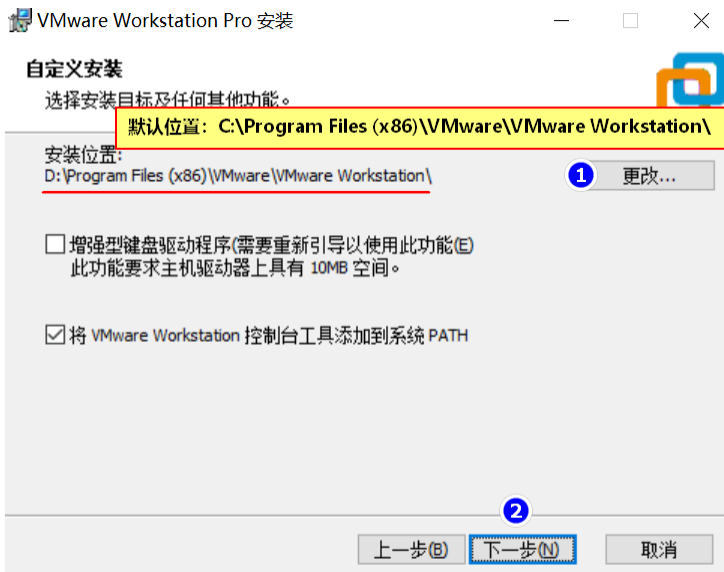 VMware Workstation Pro 安装
自定义安装
选择安装目标及任何其他功能。
默认位置：C:\Program Files (x86)\VMware\VMware Workstation\
安装位置:
D:\Program Files (x86)\VMware\VMware Workstation\
1 更改...
增强型键盘驱动程序(需要重新引导以使用此功能(E)
此功能要求主机驱动器上具有 10MB 空间。
将 VMware Workstation 控制台工具添加到系统 PATH
2
上一步(B) 下一步(N) 取消